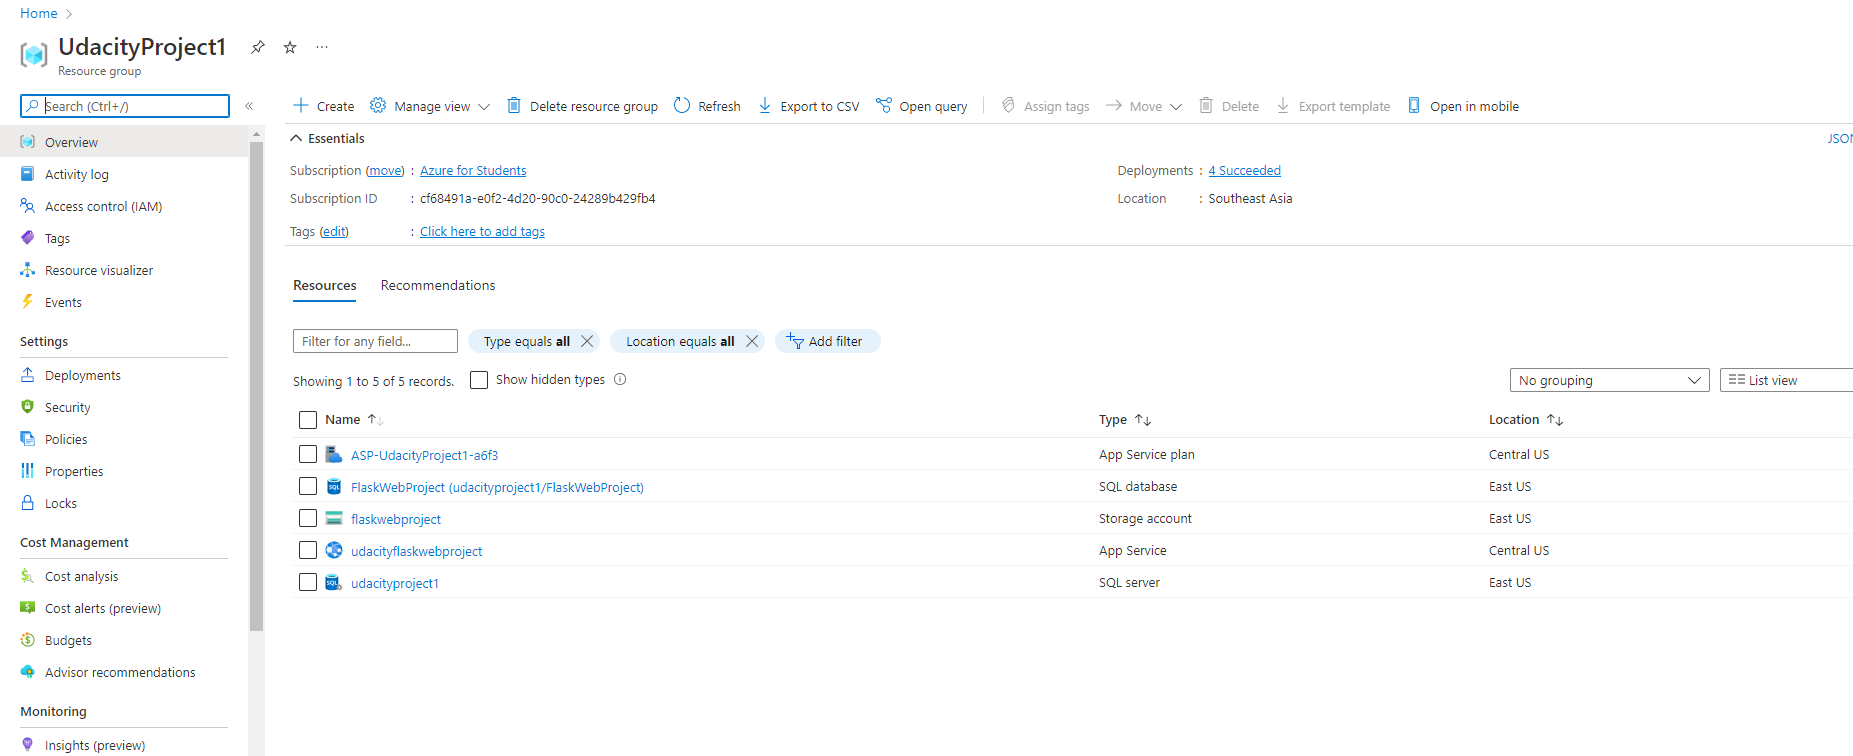 Home
UdacityProject1
Resource group
Search (Ctrl+/)
Create Manage view Delete resource group Refresh Export to CSV Open query Assign tags Move Delete Export template Open in mobile
Overview
Activity log
Access control (IAM)
Tags
Resource visualizer
Events
Settings
Deployments
Security
Policies
Properties
Locks
Cost Management
Cost analysis
Cost alerts (preview)
Budgets
Advisor recommendations
Monitoring
Insights (preview)
Essentials
JSON
Subscription (move) : Azure for Students
Deployments : 4 Succeeded
Subscription ID : cf68491a-e0f2-4d20-90c0-24289b429fb4
Location : Southeast Asia
Tags (edit) : Click here to add tags
Resources Recommendations
Filter for any field... Type equals all Location equals all Add filter
Showing 1 to 5 of 5 records. Show hidden types
No grouping List view
Name Type Location
ASP-UdacityProject1-a6f3 App Service plan Central US
FlaskWebProject (udacityproject1/FlaskWebProject) SQL database East US
flaskwebproject Storage account East US
udacityflaskwebproject App Service Central US
udacityproject1 SQL server East US